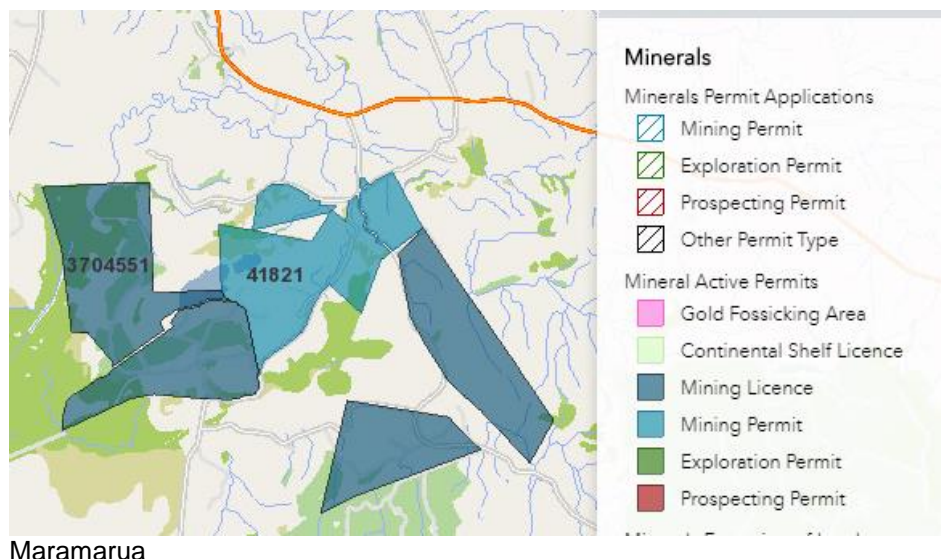 3704551
41821
Minerals
Minerals Permit Applications
Mining Permit
Exploration Permit
Prospecting Permit
Other Permit Type
Mineral Active Permits
Gold Fossicking Area
Continental Shelf Licence
Mining Licence
Mining Permit
Exploration Permit
Prospecting Permit
Maramarua